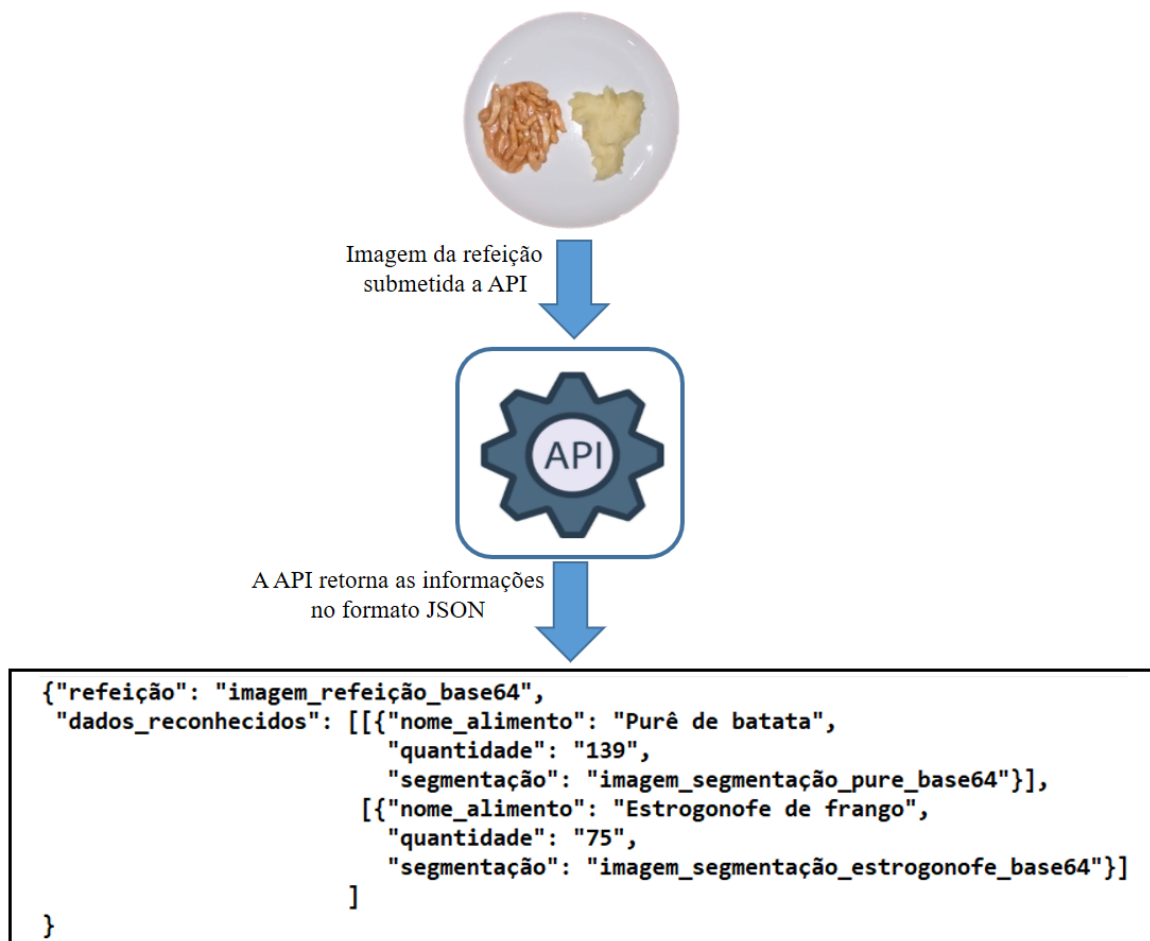 Imagem da refeição
submetida a API
API
A API retorna as informações
no formato JSON
{"refeição": "imagem_refeição_base64",
"dados_reconhecidos": [[{"nome_alimento": "Purê de batata",
"quantidade": "139",
"segmentação": "imagem_segmentação_pure_base64"}],
[{"nome_alimento": "Estrogonofe de frango",
"quantidade": "75",
"segmentação": "imagem_segmentação_estrogonofe_base64"}]
]
}